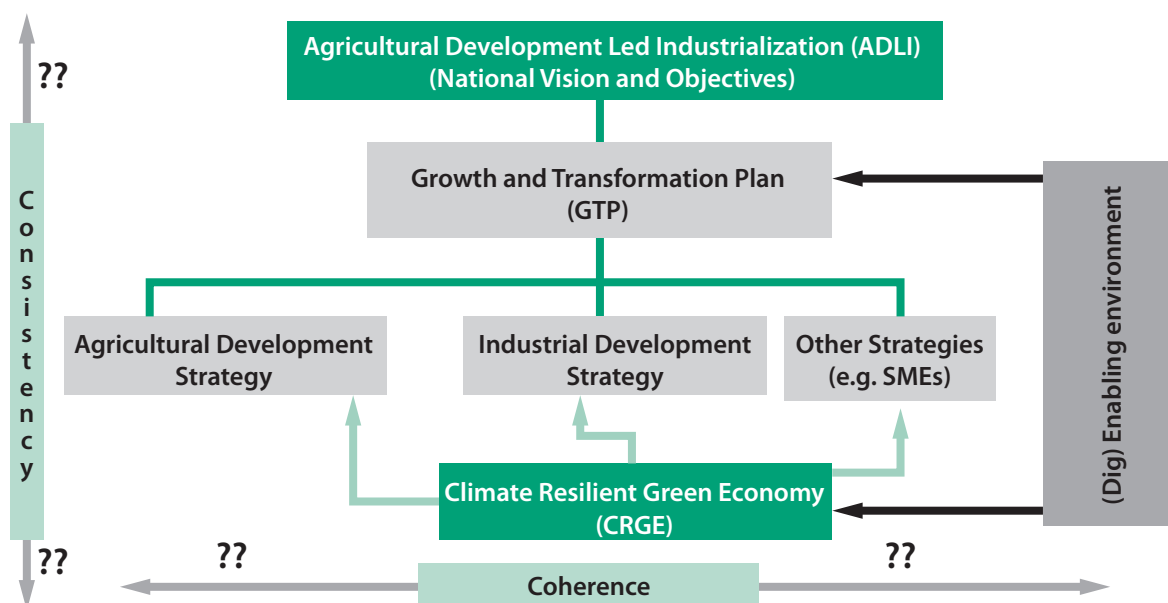 Agricultural Development Led Industrialization (ADLI)
(National Vision and Objectives)
??
Consistency
Growth and Transformation Plan
(GTP)
(Dig) Enabling environment
Agricultural Development
Strategy
Industrial Development
Strategy
Other Strategies
(e.g. SMEs)
Climate Resilient Green Economy
(CRGE)
??
??
??
Coherence